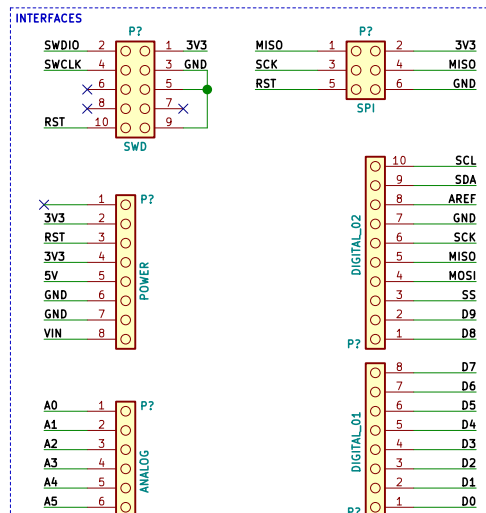 INTERFACES
P?
SWDIO 2 1 3V3
SWCLK 4 3 GND
6 5
8 7
RST 10 9
SWD
P?
MISO 1 2 3V3
SCK 3 4 MISO
RST 5 6 GND
SPI
1 P?
3V3 2
RST 3
3V3 4
5V 5
GND 6
GND 7
VIN 8
POWER
10 SCL
9 SDA
8 AREF
7 GND
6 SCK
5 MISO
4 MOSI
3 SS
2 D9
1 D8
DIGITAL_02
P?
A0 1 P?
A1 2
A2 3
A3 4
A4 5
A5 6
ANALOG
8 D7
7 D6
6 D5
5 D4
4 D3
3 D2
2 D1
1 D0
DIGITAL_01
P?